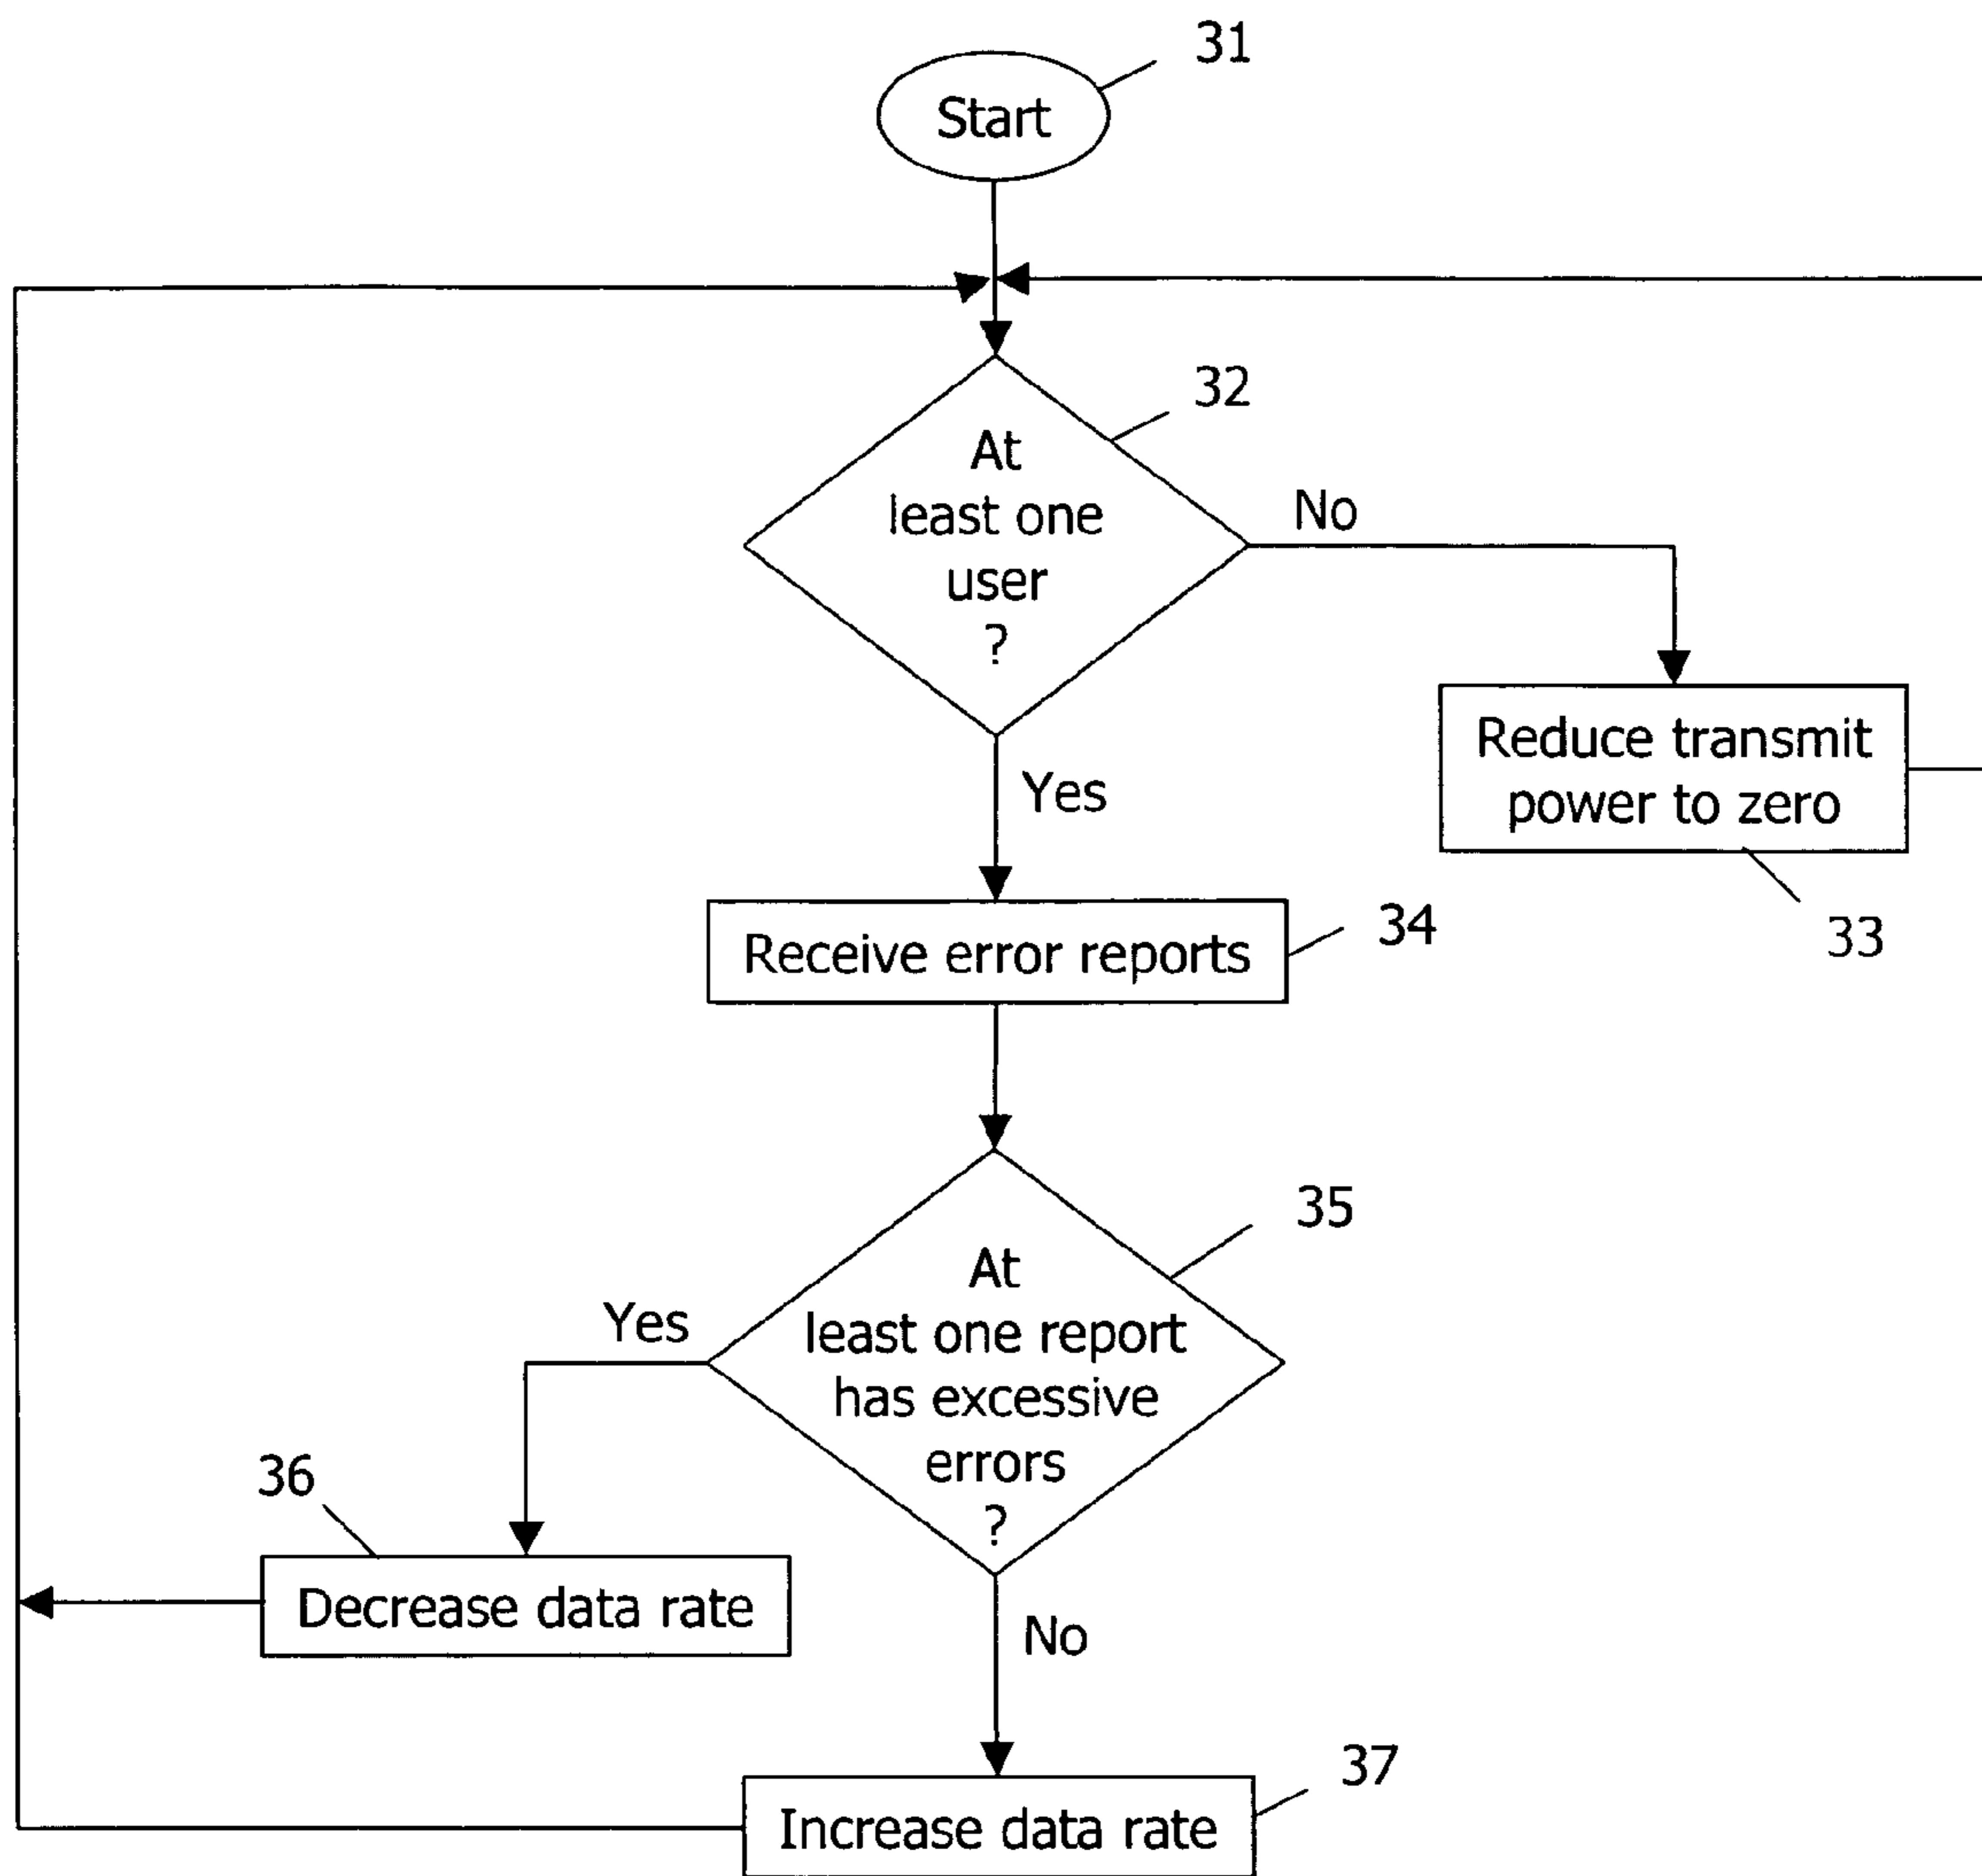 31
Start
32
At
least one
user
?
No
Reduce transmit
power to zero
33
Yes
Receive error reports
34
35
At
least one report
has excessive
errors
?
Yes
36
Decrease data rate
No
37
Increase data rate